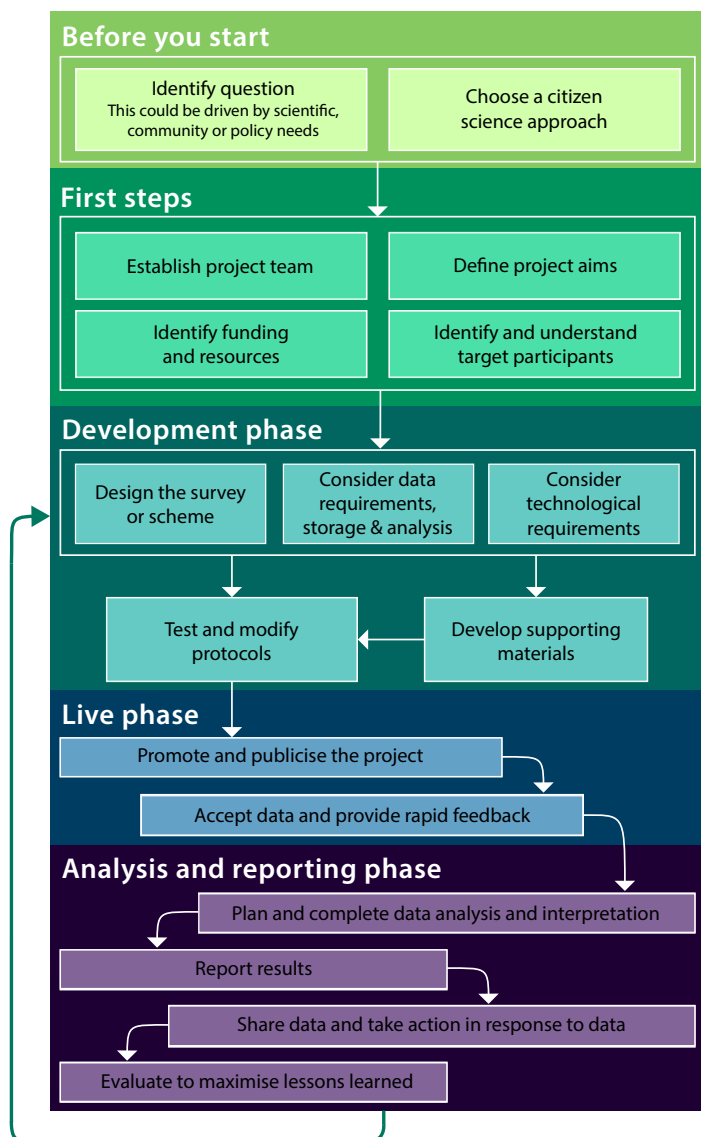 Before you start
Identify question
This could be driven by scientific,
community or policy needs
Choose a citizen
science approach
First steps
Establish project team
Define project aims
Identify funding
and resources
Identify and understand
target participants
Development phase
Design the survey
or scheme
Consider data
requirements,
storage & analysis
Consider
technological
requirements
Test and modify
protocols
Develop supporting
materials
Live phase
Promote and publicise the project
Accept data and provide rapid feedback
Analysis and reporting phase
Plan and complete data analysis and interpretation
Report results
Share data and take action in response to data
Evaluate to maximise lessons learned